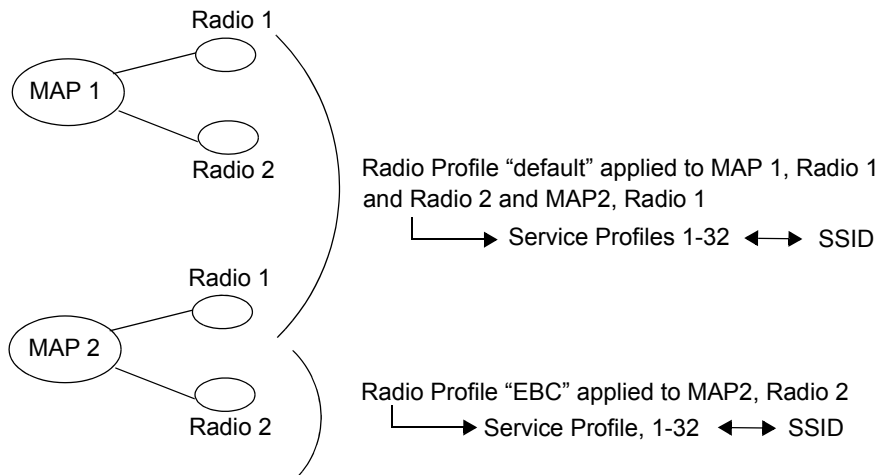 Radio 1
MAP 1
Radio 2
Radio Profile “default” applied to MAP 1, Radio 1
and Radio 2 and MAP2, Radio 1
Service Profiles 1-32 SSID
Radio 1
MAP 2
Radio 2
Radio Profile “EBC” applied to MAP2, Radio 2
Service Profile, 1-32 SSID